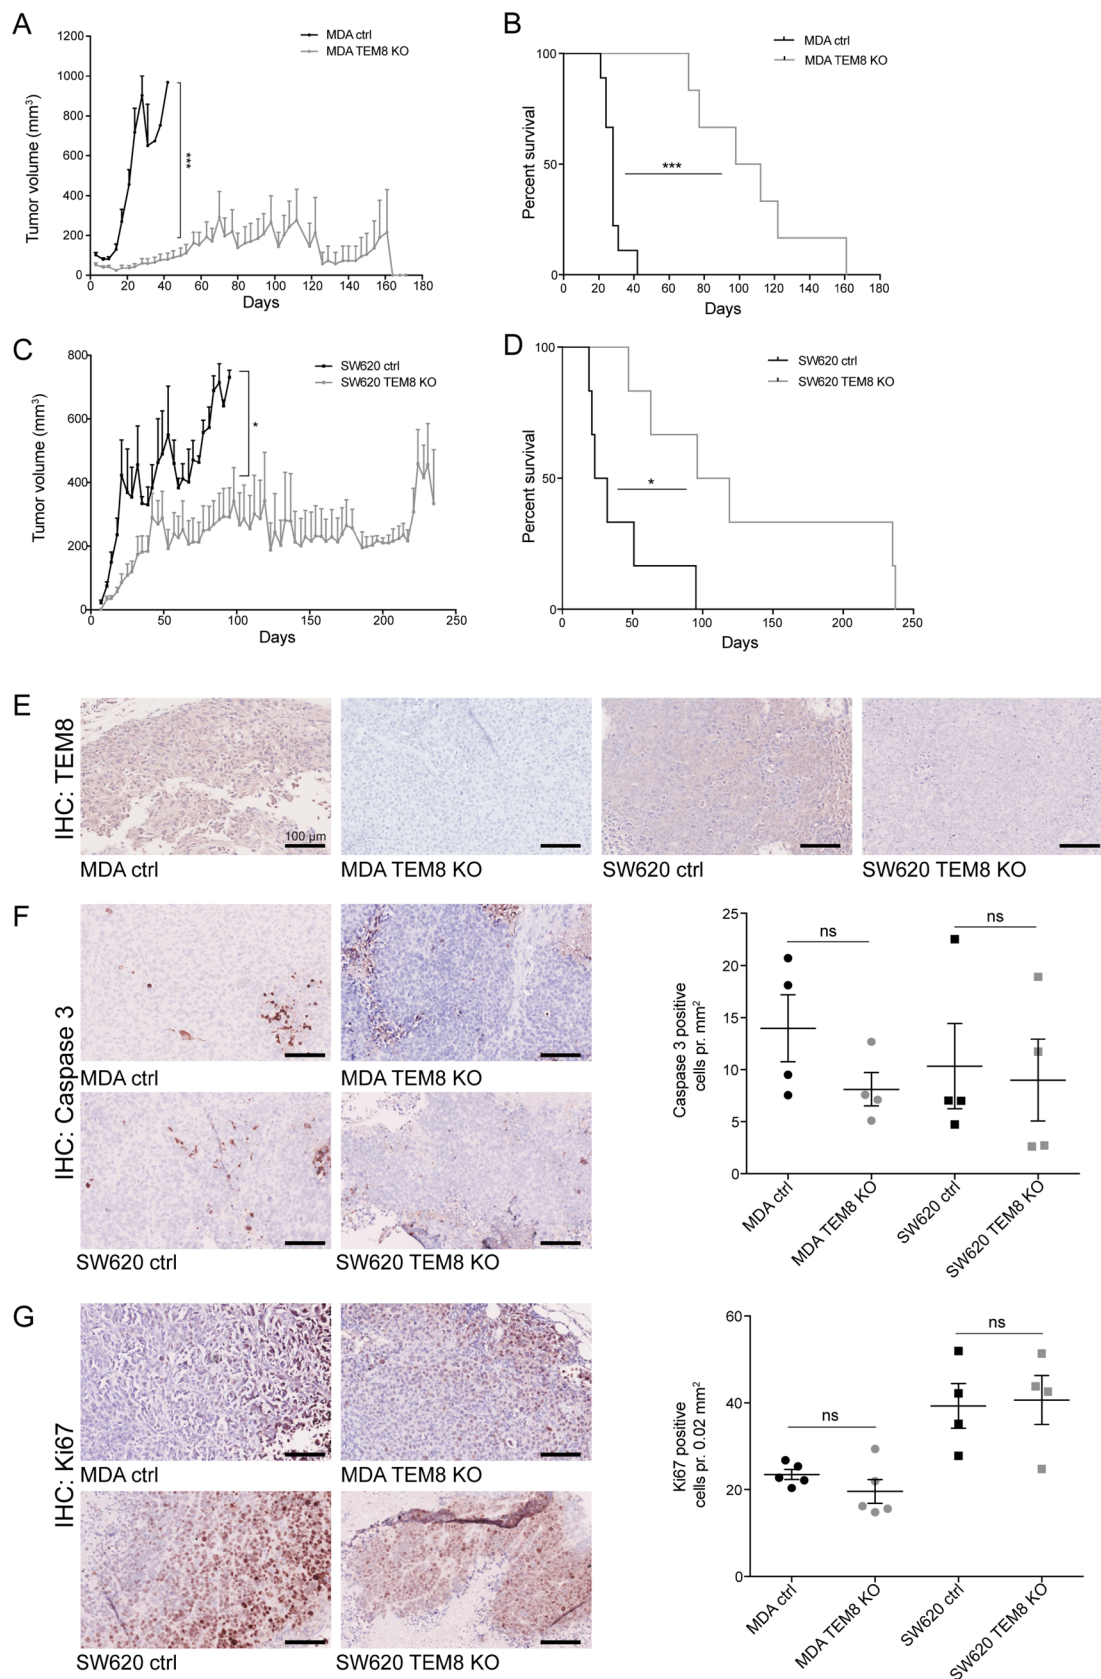 A
1200
1000
800
600
400
200
0
Tumor volume (mm³)
0 20 40 60 80 100 120 140 160 180
Days
MDA ctrl
MDA TEM8 KO
***
B
100
50
0
Percent survival
0 20 40 60 80 100 120 140 160 180
Days
MDA ctrl
MDA TEM8 KO
***
C
800
600
400
200
0
Tumor volume (mm³)
0 50 100 150 200 250
Days
SW620 ctrl
SW620 TEM8 KO
*
D
100
50
0
Percent survival
0 50 100 150 200 250
Days
SW620 ctrl
SW620 TEM8 KO
*
E
IHC: TEM8
100 µm
MDA ctrl
MDA TEM8 KO
SW620 ctrl
SW620 TEM8 KO
F
IHC: Caspase 3
MDA ctrl
MDA TEM8 KO
SW620 ctrl
SW620 TEM8 KO
25
20
15
10
5
0
Caspase 3 positive
cells pr. mm²
ns
ns
MDA ctrl
MDA TEM8 KO
SW620 ctrl
SW620 TEM8 KO
G
IHC: Ki67
MDA ctrl
MDA TEM8 KO
SW620 ctrl
SW620 TEM8 KO
60
40
20
0
Ki67 positive
cells pr. 0.02 mm²
ns
ns
MDA ctrl
MDA TEM8 KO
SW620 ctrl
SW620 TEM8 KO